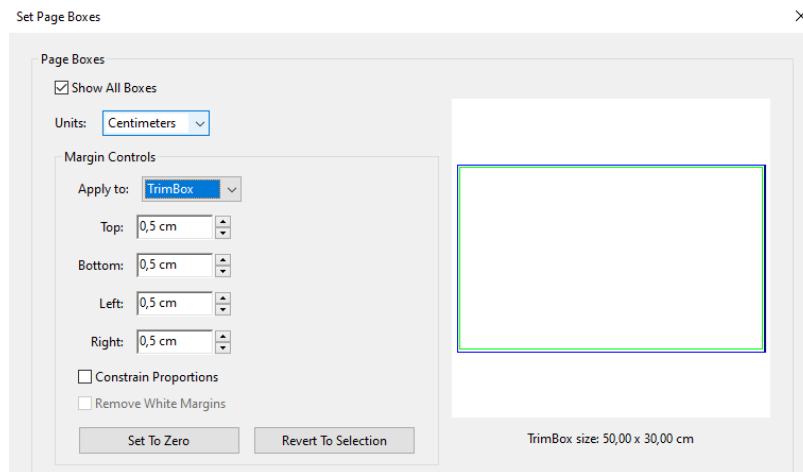 Set Page Boxes
Page Boxes
Show All Boxes
Units: Centimeters
Margin Controls
Apply to: TrimBox
Top: 0,5 cm
Bottom: 0,5 cm
Left: 0,5 cm
Right: 0,5 cm
Constrain Proportions
Remove White Margins
Set To Zero Revert To Selection
TrimBox size: 50,00 x 30,00 cm